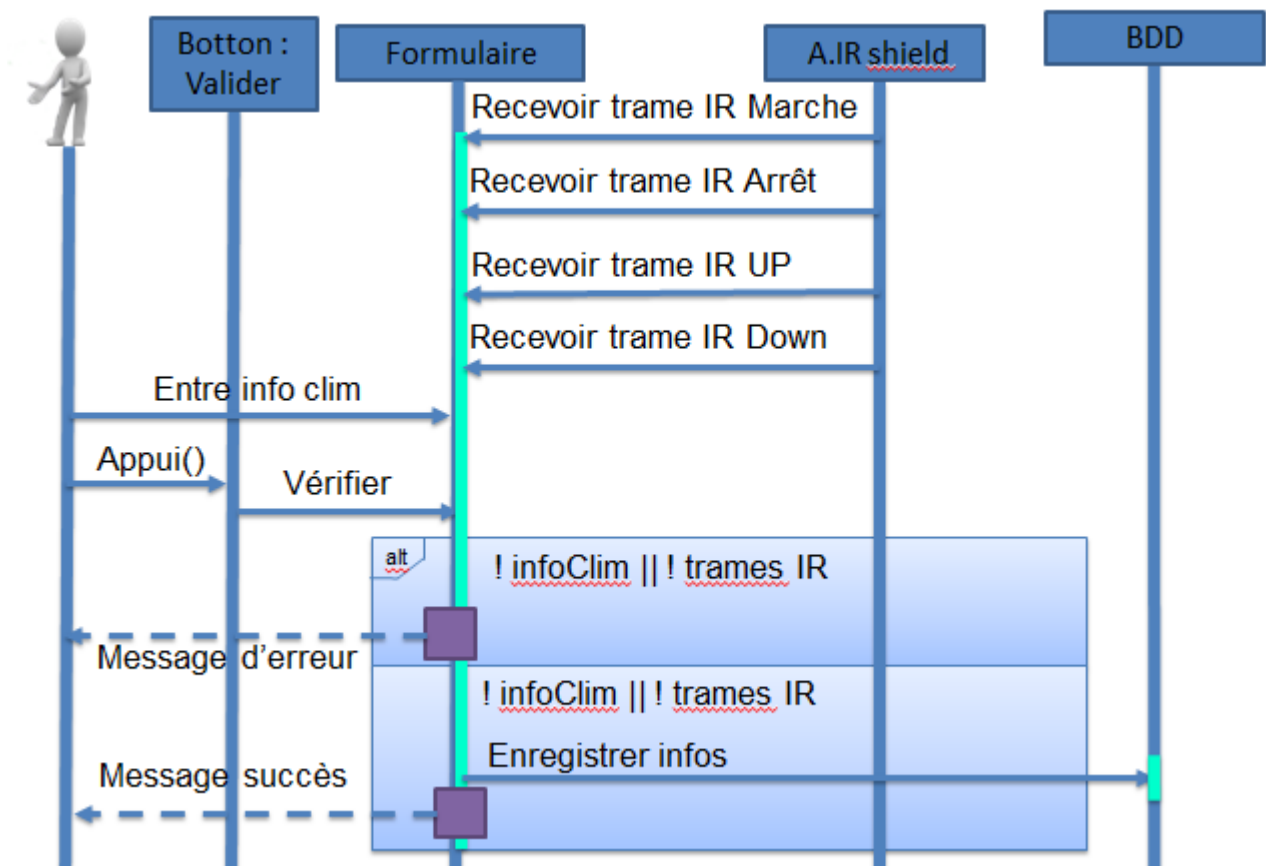 Botton :
Valider
Formulaire
A.IR shield
BDD
Recevoir trame IR Marche
Recevoir trame IR Arrêt
Recevoir trame IR UP
Recevoir trame IR Down
Entre info clim
Appui()
Vérifier
alt
! infoClim || ! trames IR
Message d’erreur
! infoClim || ! trames IR
Enregistrer infos
Message succès